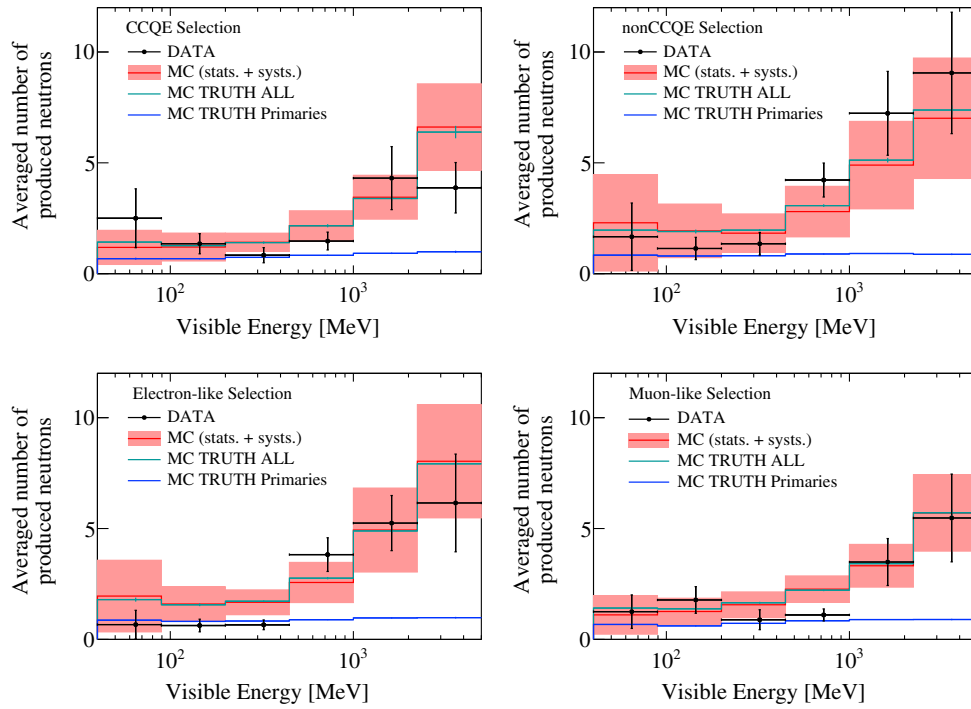 CCQE Selection
DATA
MC (stats. + systs.)
MC TRUTH ALL
MC TRUTH Primaries
Averaged number of
produced neutrons
10
5
0
10²
10³
Visible Energy [MeV]
nonCCQE Selection
DATA
MC (stats. + systs.)
MC TRUTH ALL
MC TRUTH Primaries
Averaged number of
produced neutrons
10
5
0
10²
10³
Visible Energy [MeV]
Electron-like Selection
DATA
MC (stats. + systs.)
MC TRUTH ALL
MC TRUTH Primaries
Averaged number of
produced neutrons
10
5
0
10²
10³
Visible Energy [MeV]
Muon-like Selection
DATA
MC (stats. + systs.)
MC TRUTH ALL
MC TRUTH Primaries
Averaged number of
produced neutrons
10
5
0
10²
10³
Visible Energy [MeV]